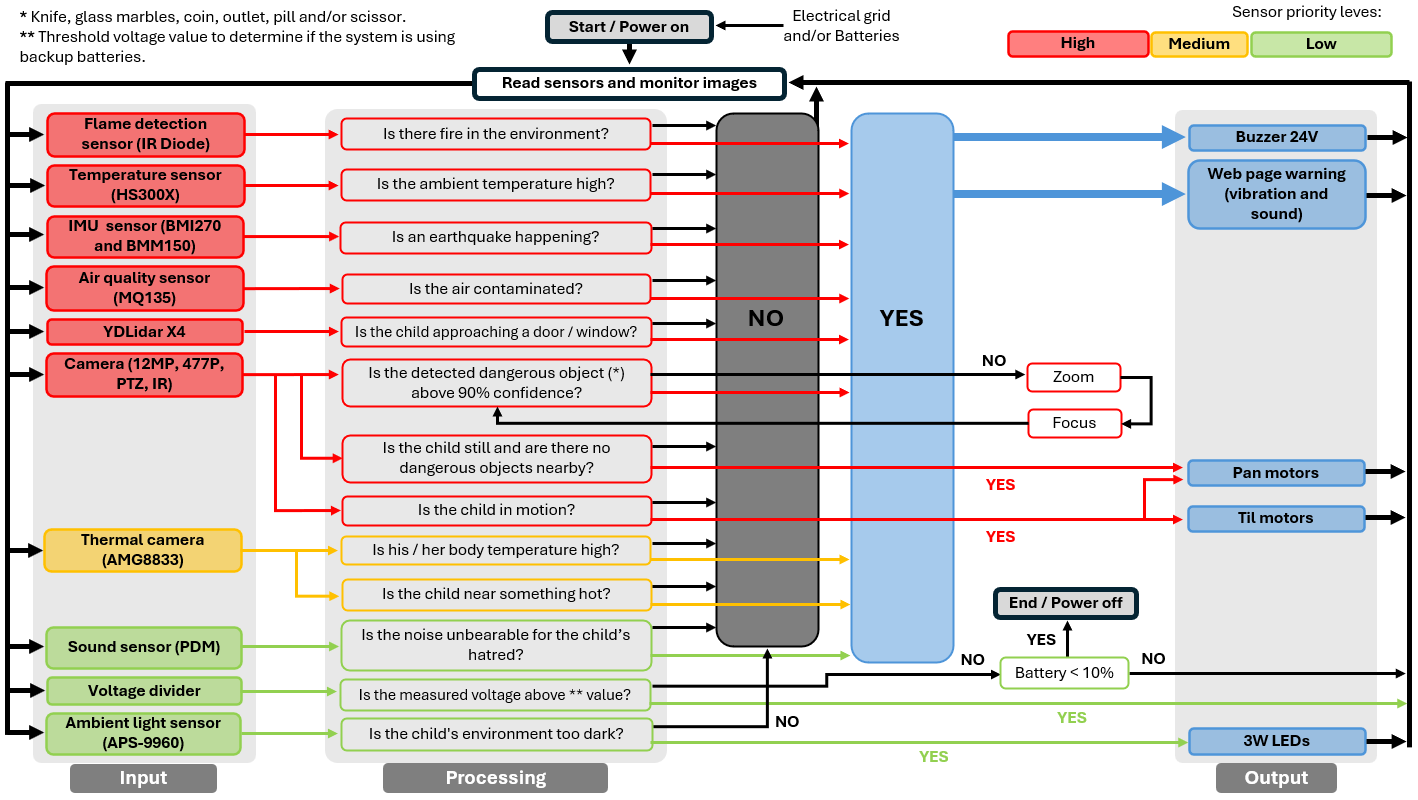 * Knife, glass marbles, coin, outlet, pill and/or scissor.
** Threshold voltage value to determine if the system is using
backup batteries.
Start / Power on
Electrical grid
and/or Batteries
Sensor priority leves:
High
Medium
Low
Read sensors and monitor images
Flame detection
sensor (IR Diode)
Is there fire in the environment?
Buzzer 24V
Temperature sensor
(HS300X)
Is the ambient temperature high?
Web page warning
(vibration and
sound)
IMU sensor (BMI270
and BMM150)
Is an earthquake happening?
Air quality sensor
(MQ135)
Is the air contaminated?
NO
YES
YDLidar X4
Is the child approaching a door / window?
Camera (12MP, 477P,
PTZ, IR)
Is the detected dangerous object (*)
above 90% confidence?
NO
Zoom
Focus
Is the child still and are there no
dangerous objects nearby?
YES
Pan motors
Is the child in motion?
YES
Til motors
Thermal camera
(AMG8833)
Is his / her body temperature high?
Is the child near something hot?
End / Power off
YES
Sound sensor (PDM)
Is the noise unbearable for the child's
hatred?
NO
Battery < 10%
NO
Voltage divider
Is the measured voltage above ** value?
YES
Ambient light sensor
(APS-9960)
Is the child's environment too dark?
NO
YES
3W LEDs
Input
Processing
Output